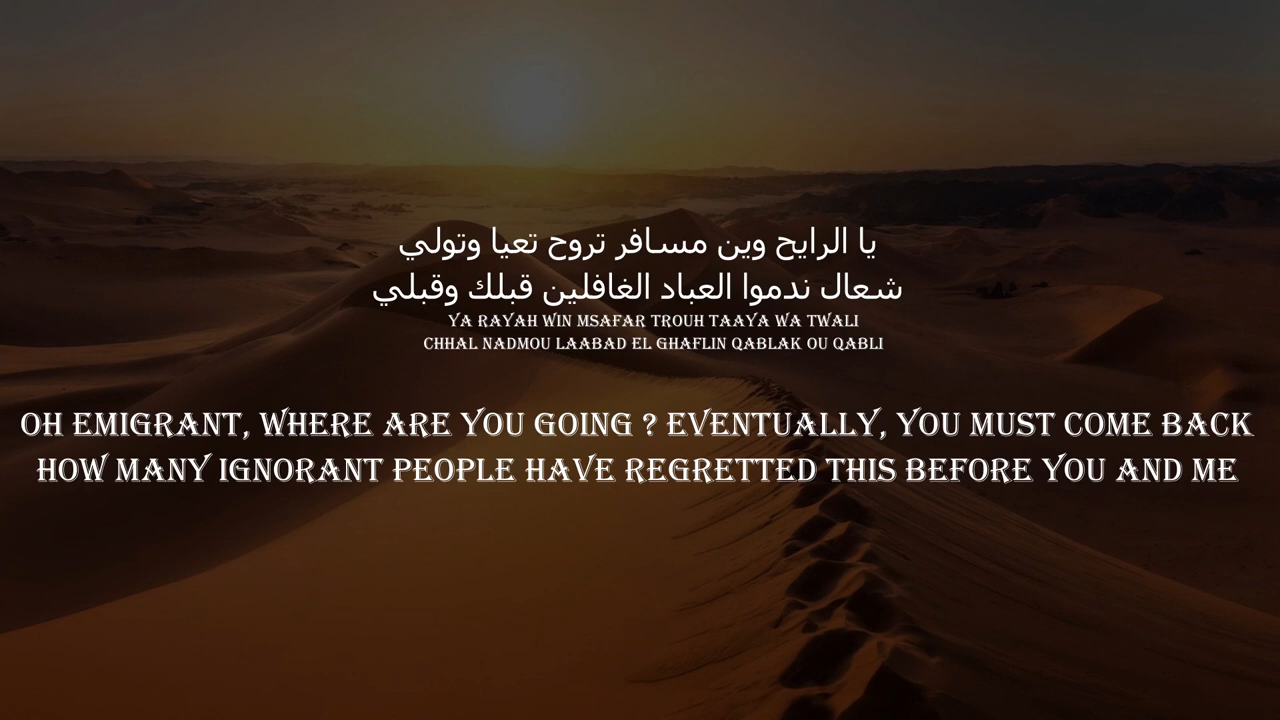 يا الرايح وين مسافر تروح تعيا وتولي
شعال ندموا العباد الغافلين قبلك وقبلي
YA RAYAH WIN MSAFAR TROUH TAAYA WA TWALI
CHHAL NADMOU LAABAD EL GHAFLIN QABLAK OU QABLI
OH EMIGRANT, WHERE ARE YOU GOING ? EVENTUALLY, YOU MUST COME BACK
HOW MANY IGNORANT PEOPLE HAVE REGRETTED THIS BEFORE YOU AND ME